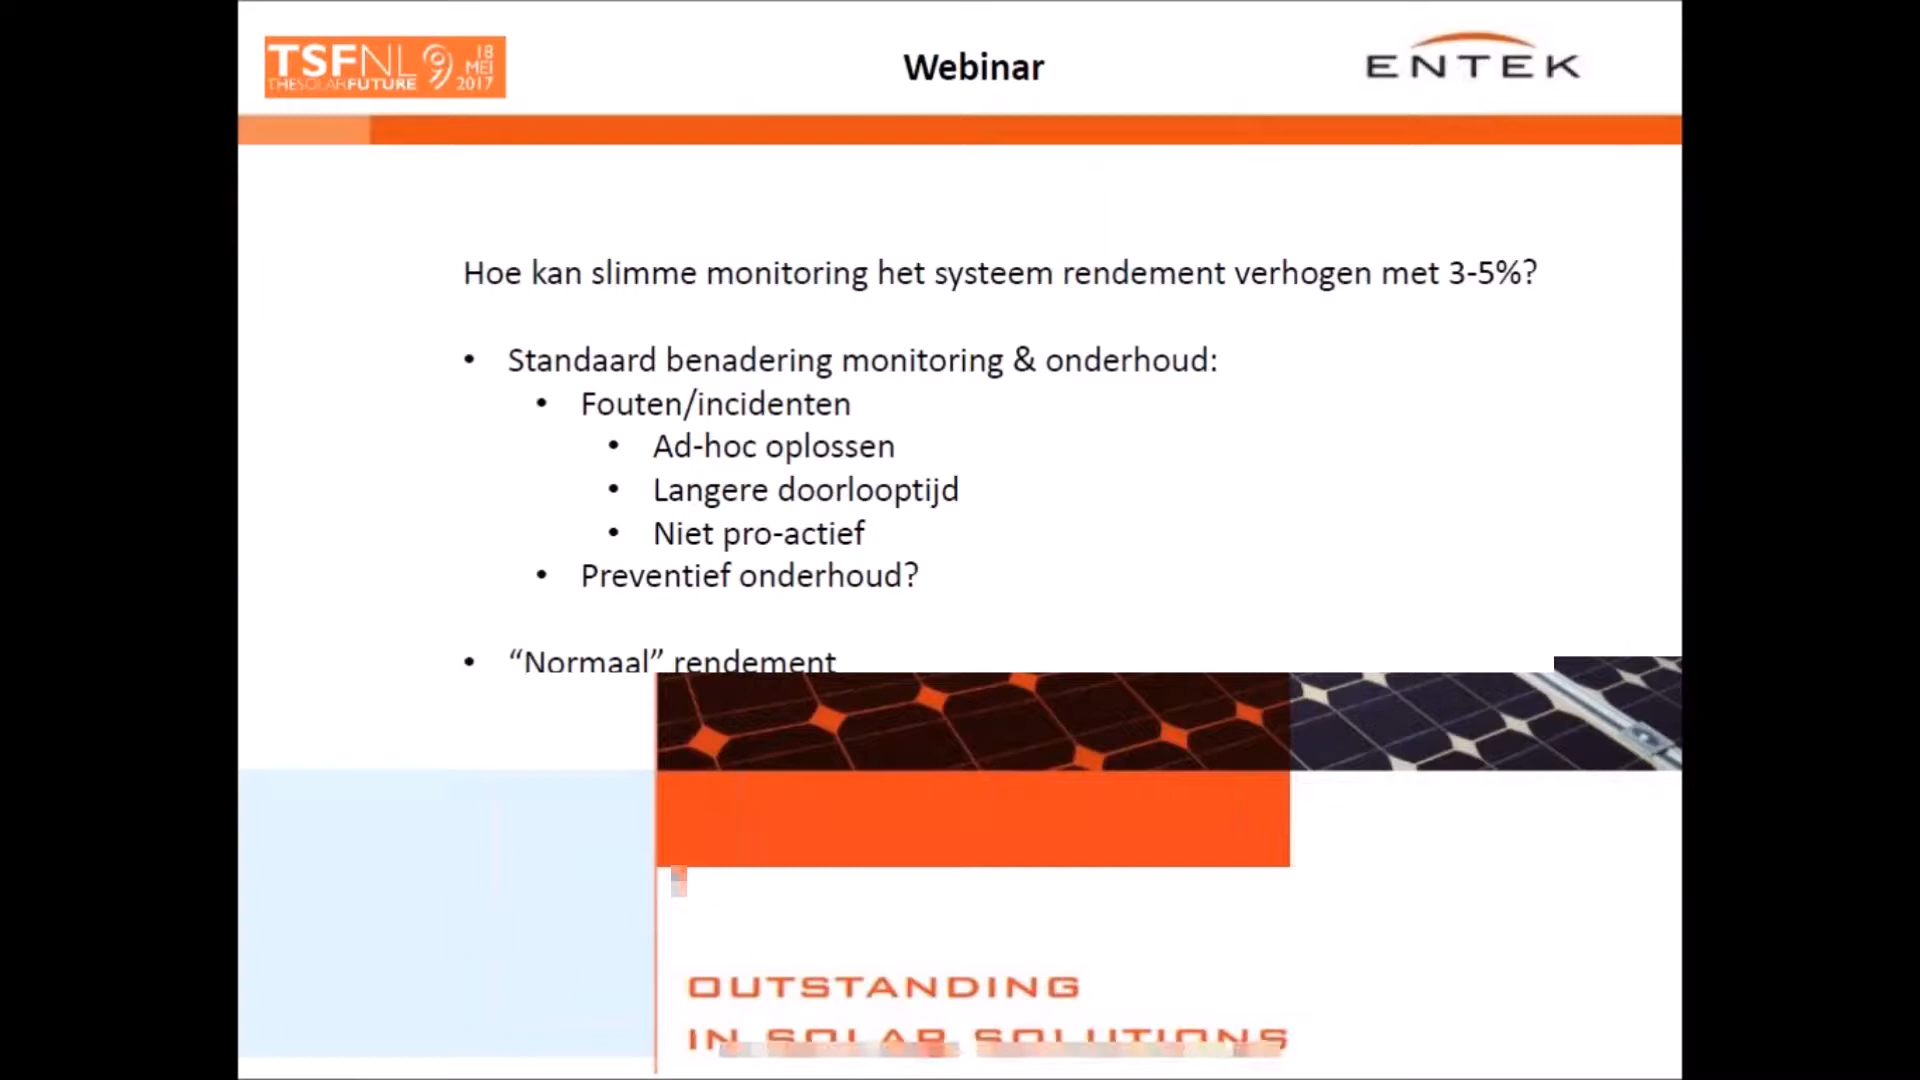 TSFNL 9 18 MEI 2017
THESOLARFUTURE
Webinar
ENTEK
Hoe kan slimme monitoring het systeem rendement verhogen met 3-5%?
• Standaard benadering monitoring & onderhoud:
• Fouten/incidenten
• Ad-hoc oplossen
• Langere doorlooptijd
• Niet pro-actief
• Preventief onderhoud?
• “Normaal” rendement
OUTSTANDING
IN SOLAR SOLUTIONS